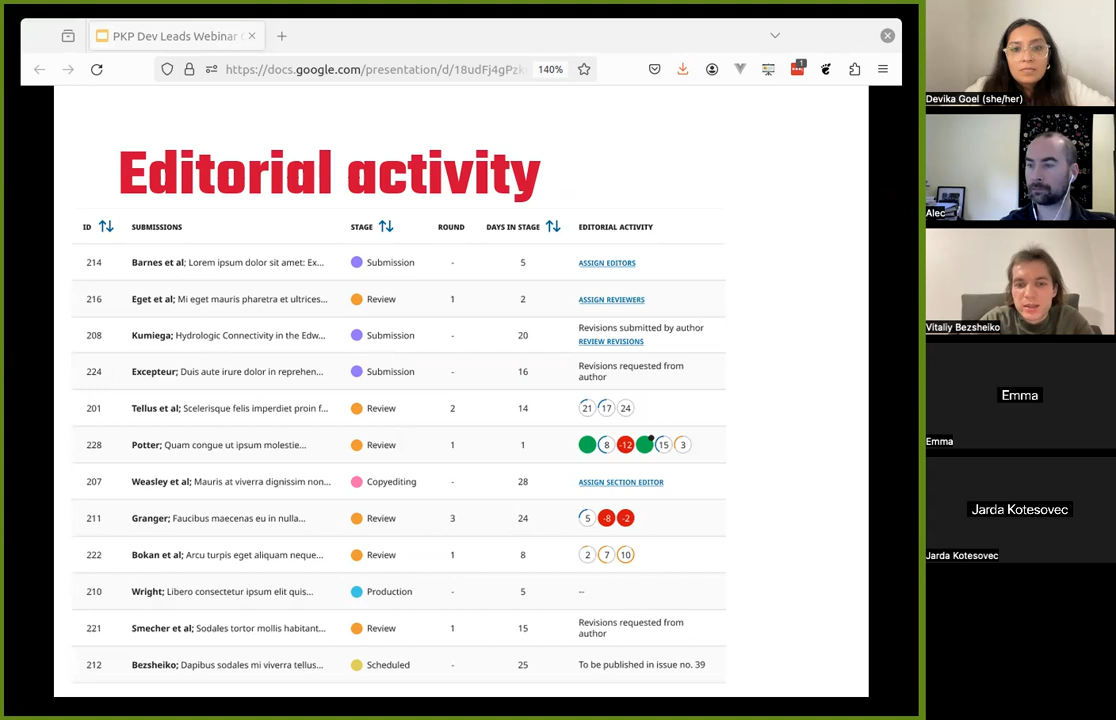 PKP Dev Leads Webinar
https://docs.google.com/presentation/d/18udFj4gPzk
140%
1
Editorial activity
ID SUBMISSIONS STAGE ROUND DAYS IN STAGE EDITORIAL ACTIVITY
214 Barnes et al; Lorem ipsum dolor sit amet: Ex... Submission - 5 ASSIGN EDITORS
216 Eget et al; Mi eget mauris pharetra et ultrices... Review 1 2 ASSIGN REVIEWERS
208 Kumiega; Hydrologic Connectivity in the Edw... Submission - 20 Revisions submitted by author
REVIEW REVISIONS
224 Excepteur; Duis aute irure dolor in reprehen... Submission - 16 Revisions requested from
author
201 Tellus et al; Scelerisque felis imperdiet proin f... Review 2 14 21 17 24
228 Potter; Quam congue ut ipsum molestie... Review 1 1 8 -12 15 3
207 Weasley et al; Mauris at viverra dignissim non... Copyediting - 28 ASSIGN SECTION EDITOR
211 Granger; Faucibus maecenas eu in nulla... Review 3 24 5 -8 -2
222 Bokan et al; Arcu turpis eget aliquam neque... Review 1 8 2 7 10
210 Wright; Libero consectetur ipsum elit quis... Production - 5 --
221 Smecher et al; Sodales tortor mollis habitant... Review 1 15 Revisions requested from
author
212 Bezsheiko; Dapibus sodales mi viverra tellus... Scheduled - 25 To be published in issue no. 39
Devika Goel (she/her)
Alec
Vitaliy Bezsheiko
Emma
Emma
Jarda Kotesovec
Jarda Kotesovec